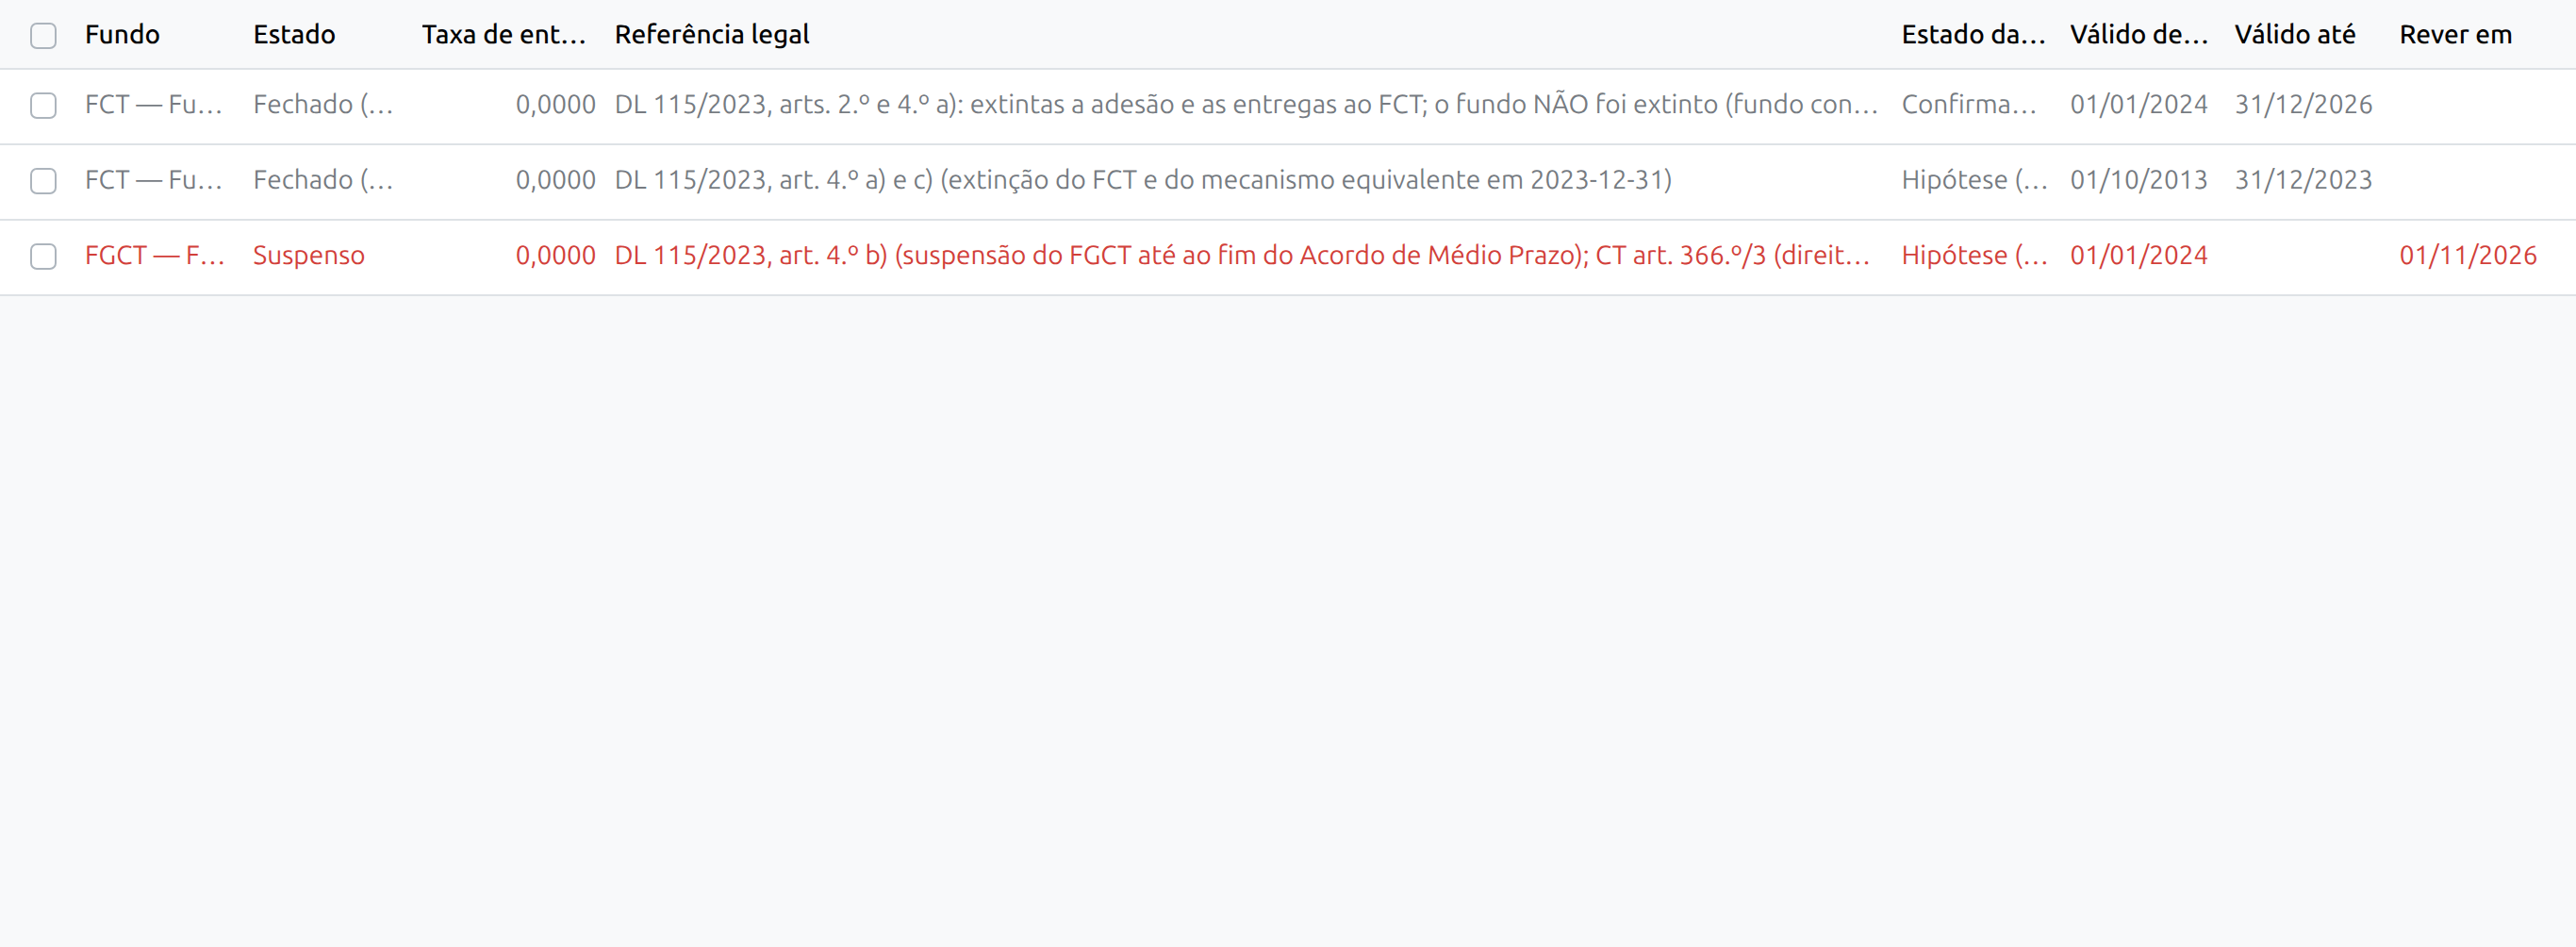 Fundo Estado Taxa de ent... Referência legal Estado da... Válido de... Válido até Rever em
FCT — Fu... Fechado (... 0,0000 DL 115/2023, arts. 2.º e 4.º a): extintas a adesão e as entregas ao FCT; o fundo NÃO foi extinto (fundo con... Confirma... 01/01/2024 31/12/2026
FCT — Fu... Fechado (... 0,0000 DL 115/2023, art. 4.º a) e c) (extinção do FCT e do mecanismo equivalente em 2023-12-31) Hipótese (... 01/10/2013 31/12/2023
FGCT — F... Suspenso 0,0000 DL 115/2023, art. 4.º b) (suspensão do FGCT até ao fim do Acordo de Médio Prazo); CT art. 366.º/3 (direit... Hipótese (... 01/01/2024 01/11/2026